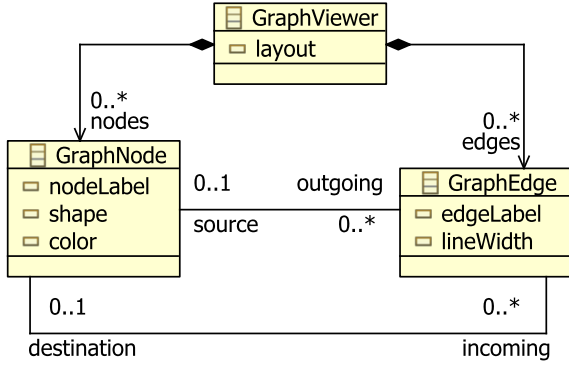 GraphViewer
layout
0..*
nodes
0..*
edges
GraphNode
nodeLabel
shape
color
0..1
outgoing
source
0..*
GraphEdge
edgeLabel
lineWidth
0..1
0..*
destination
incoming